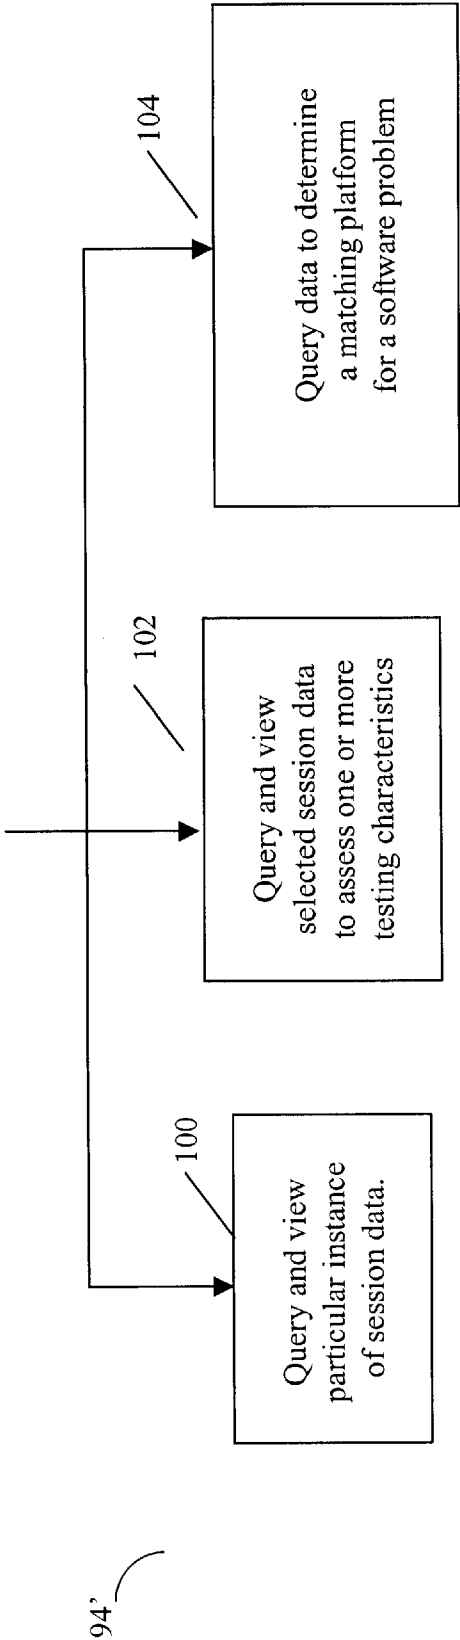 94’
100
Query and view
particular instance
of session data.
102
Query and view
selected session data
to assess one or more
testing characteristics
104
Query data to determine
a matching platform
for a software problem